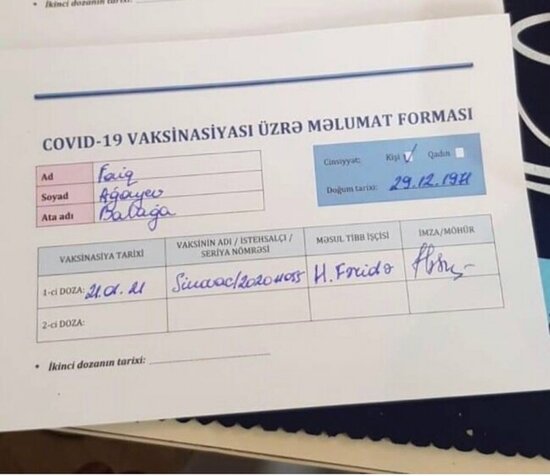 İkinci dozanın tarixi:
COVID-19 VAKSİNASİYASI ÜZRƏ MƏLUMAT FORMASI
Ad Faiq
Soyad Ağayev
Ata adı Balağa
Cinsiyyət: Kişi Qadın
Doğum tarixi: 29.12.1971
VAKSİNASİYA TARİXİ
VAKSİNİN ADI / İSTEHSALÇI /
SERİYA NÖMRƏSİ
MƏSUL TİBB İŞÇİSİ
İMZA/MÖHÜR
1-ci DOZA: 21.01.21 H. Fəridə
2-ci DOZA:
• İkinci dozanın tarixi: